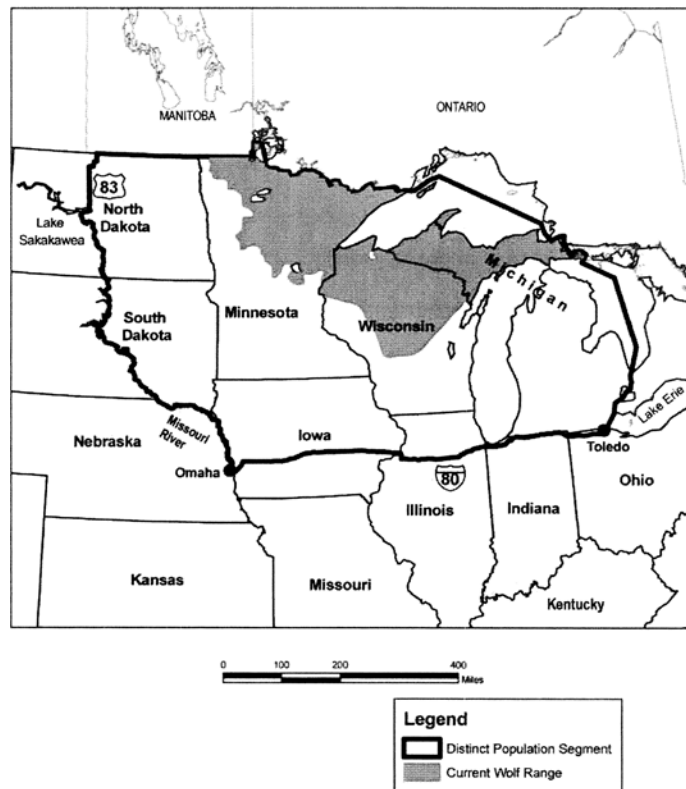 MANITOBA
ONTARIO
83
North
Dakota
Lake
Sakakawea
Michigan
South
Dakota
Minnesota
Wisconsin
Lake Erie
Nebraska
Missouri
River
Iowa
Toledo
Omaha
80
Ohio
Illinois
Indiana
Kansas
Missouri
Kentucky
0 100 200 400
Miles
Legend
Distinct Population Segment
Current Wolf Range